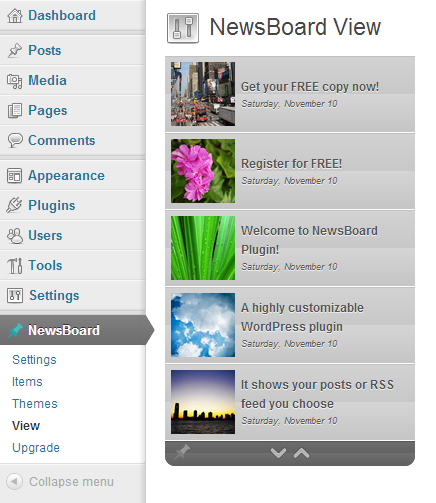 Dashboard
Posts
Media
Pages
Comments
Appearance
Plugins
Users
Tools
Settings
NewsBoard
Settings
Items
Themes
View
Upgrade
Collapse menu
NewsBoard View
Get your FREE copy now!
Saturday, November 10
Register for FREE!
Saturday, November 10
Welcome to NewsBoard
Plugin!
Saturday, November 10
A highly customizable
WordPress plugin
Saturday, November 10
It shows your posts or RSS
feed you choose
Saturday, November 10